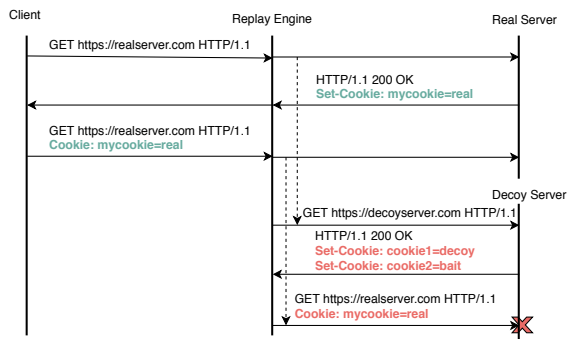 Client
Replay Engine
Real Server
GET https://realserver.com HTTP/1.1
HTTP/1.1 200 OK
Set-Cookie: mycookie=real
GET https://realserver.com HTTP/1.1
Cookie: mycookie=real
Decoy Server
GET https://decoyserver.com HTTP/1.1
HTTP/1.1 200 OK
Set-Cookie: cookie1=decoy
Set-Cookie: cookie2=bait
GET https://realserver.com HTTP/1.1
Cookie: mycookie=real